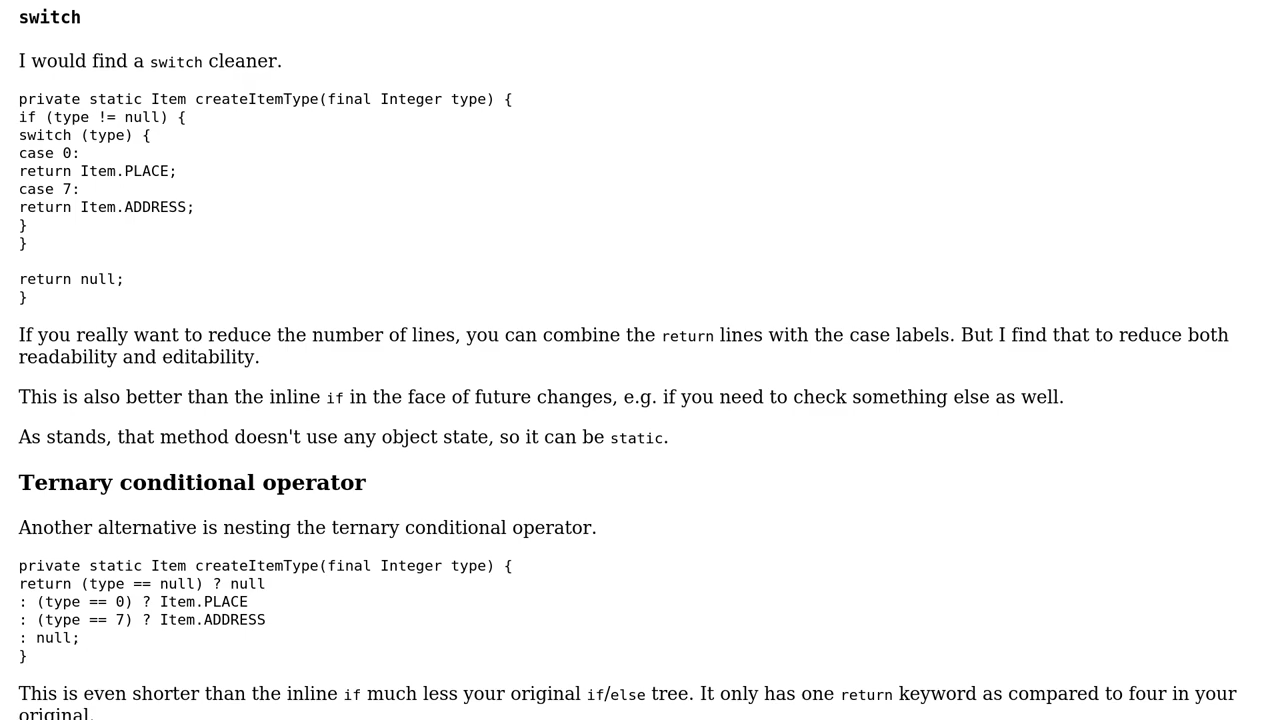 switch
I would find a switch cleaner.
private static Item createItemType(final Integer type) {
if (type != null) {
switch (type) {
case 0:
return Item.PLACE;
case 7:
return Item.ADDRESS;
}
}
return null;
}
If you really want to reduce the number of lines, you can combine the return lines with the case labels. But I find that to reduce both
readability and editability.
This is also better than the inline if in the face of future changes, e.g. if you need to check something else as well.
As stands, that method doesn't use any object state, so it can be static.
Ternary conditional operator
Another alternative is nesting the ternary conditional operator.
private static Item createItemType(final Integer type) {
return (type == null) ? null
: (type == 0) ? Item.PLACE
: (type == 7) ? Item.ADDRESS
: null;
}
This is even shorter than the inline if much less your original if/else tree. It only has one return keyword as compared to four in your
original.